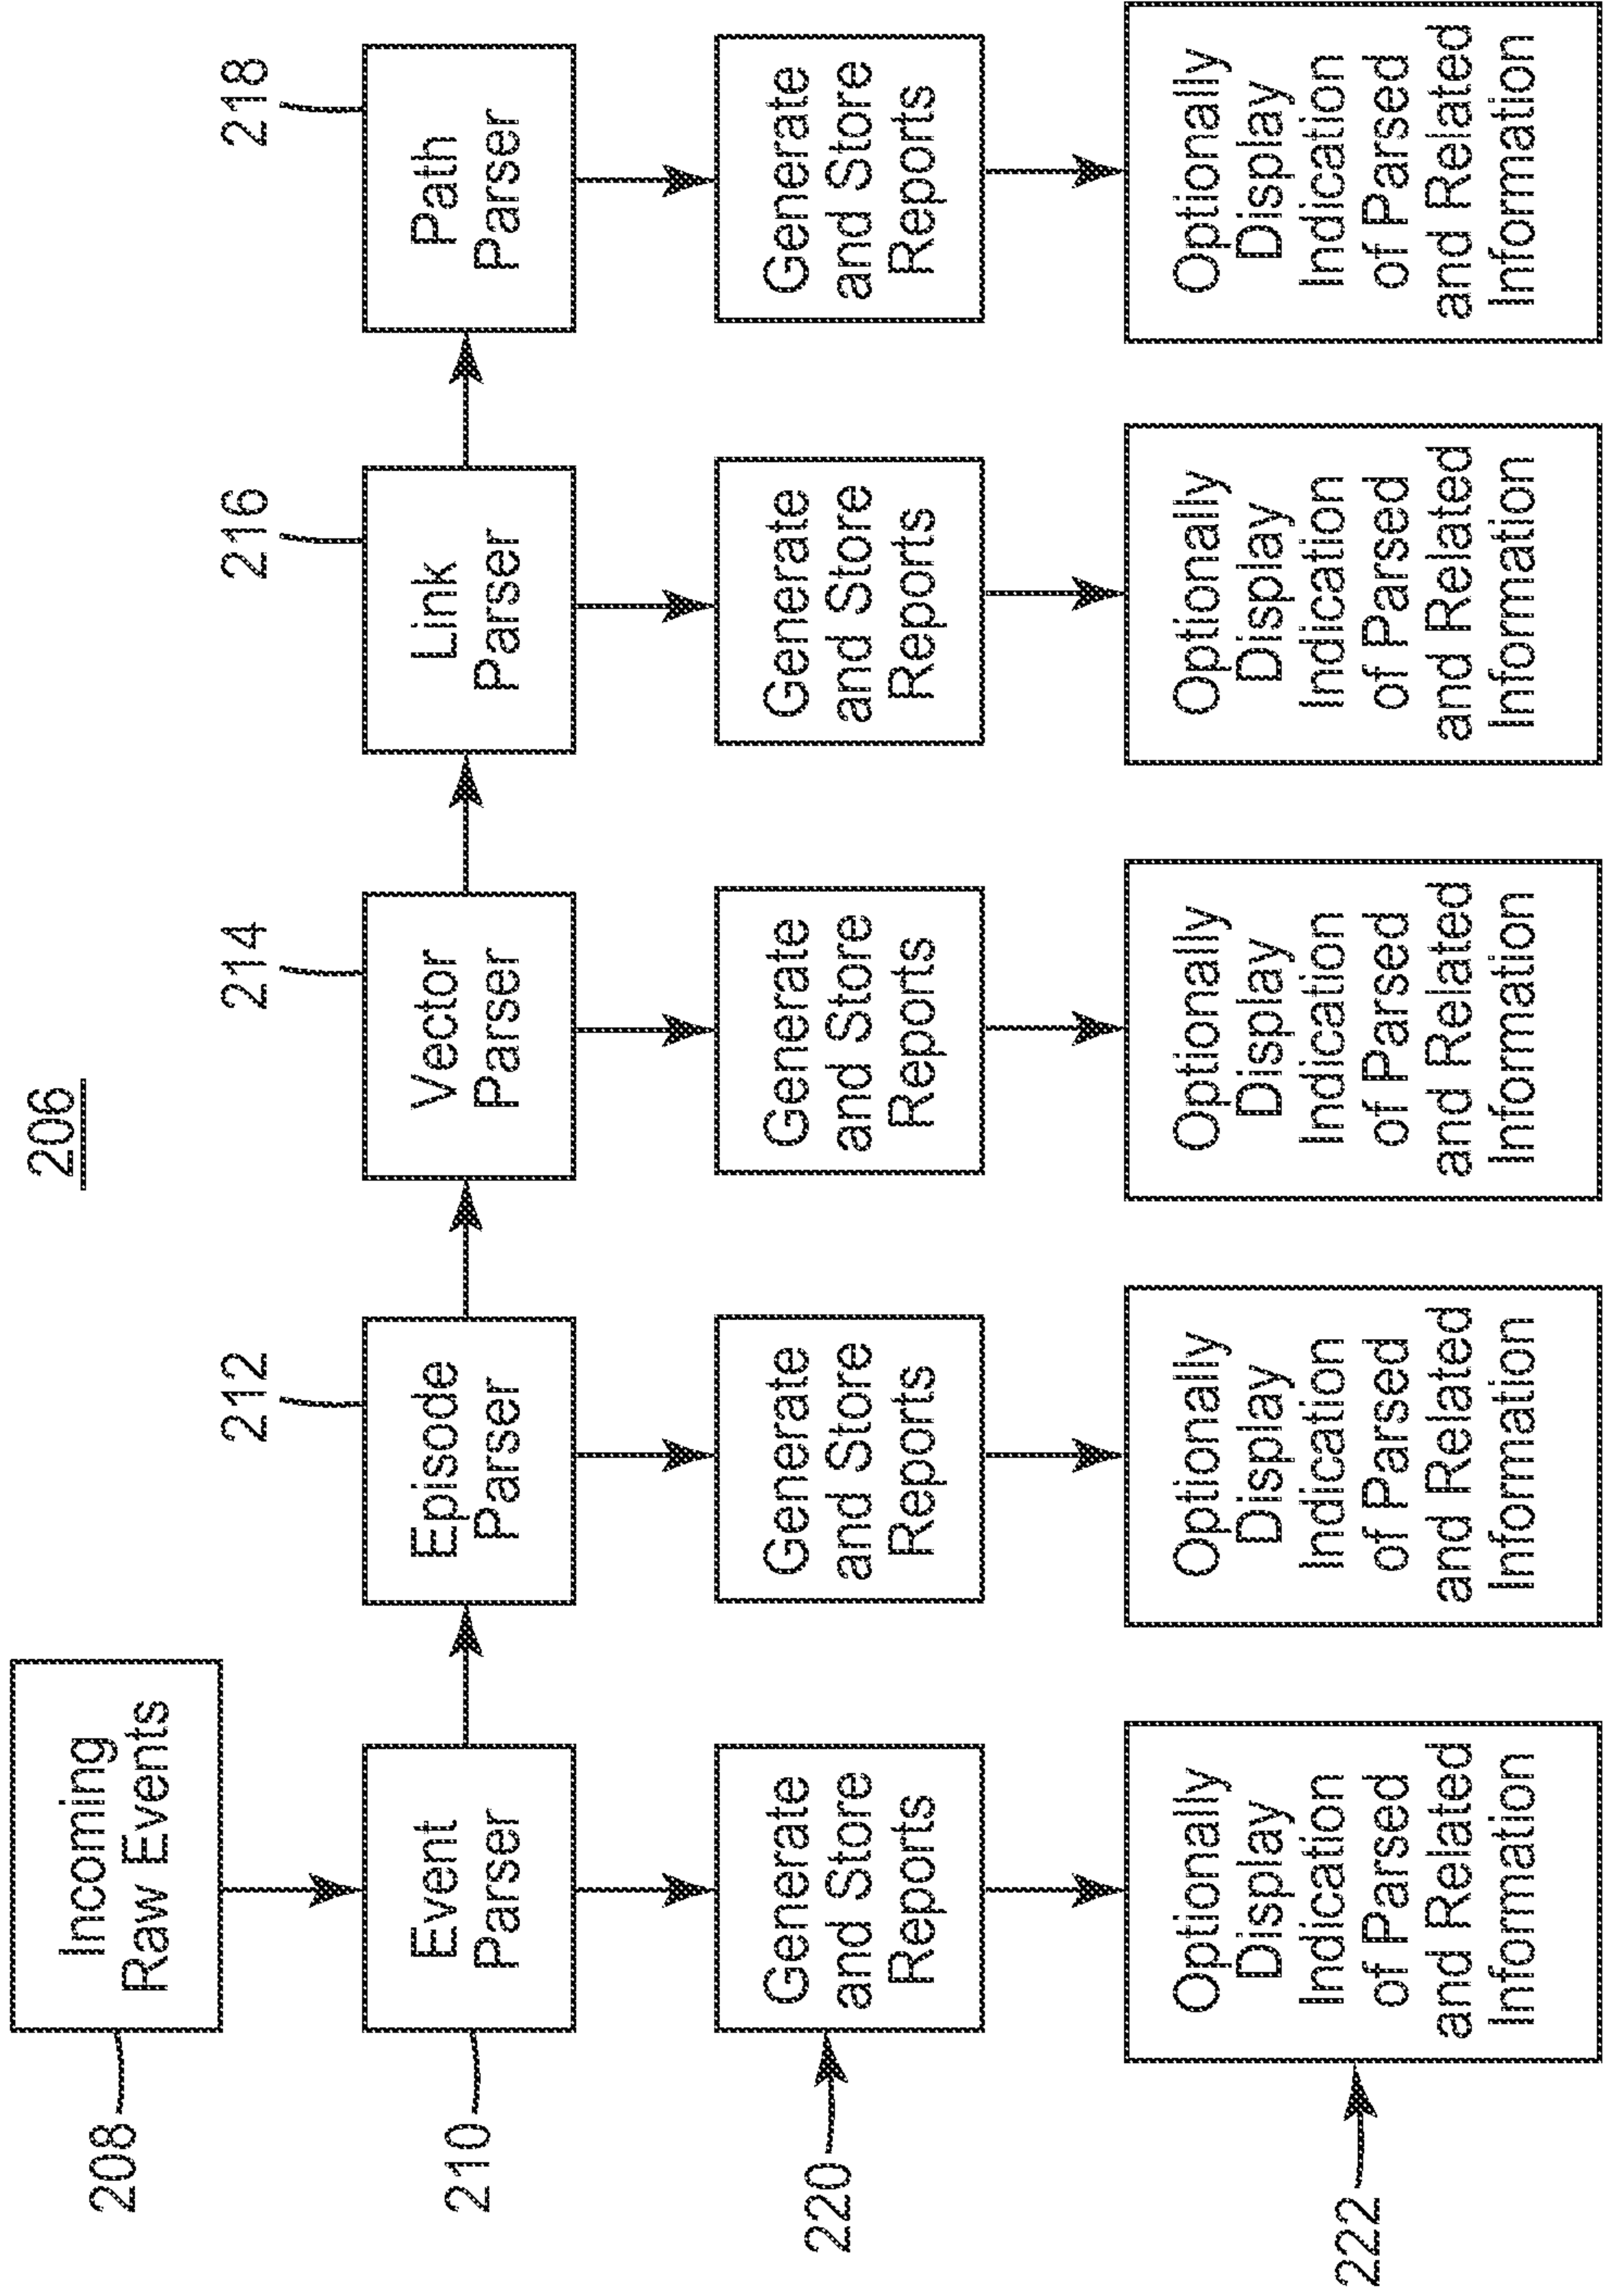 206
208
Incoming
Raw Events
210
Event
Parser
212
Episode
Parser
214
Vector
Parser
216
Link
Parser
218
Path
Parser
220
Generate
and Store
Reports
Generate
and Store
Reports
Generate
and Store
Reports
Generate
and Store
Reports
Generate
and Store
Reports
222
Optionally
Display
Indication
of Parsed
and Related
Information
Optionally
Display
Indication
of Parsed
and Related
Information
Optionally
Display
Indication
of Parsed
and Related
Information
Optionally
Display
Indication
of Parsed
and Related
Information
Optionally
Display
Indication
of Parsed
and Related
Information